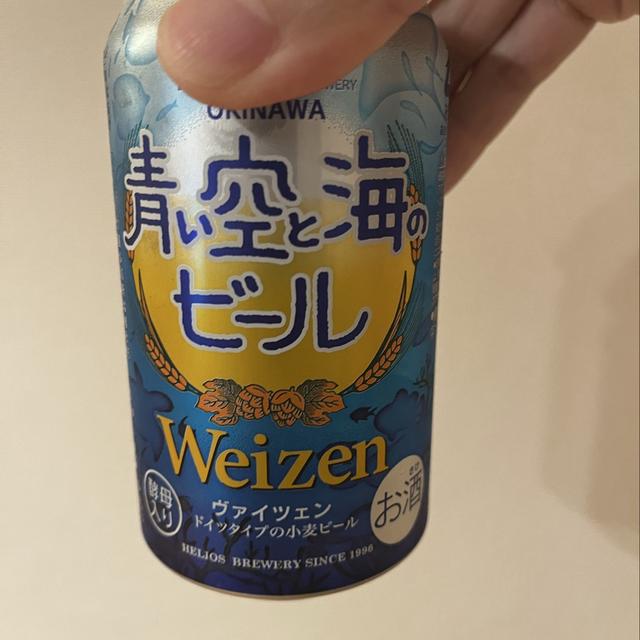 OKINAWA
青い空と海の
ビール
Weizen
酵母
入り
ヴァイツェン
ドイツタイプの小麦ビール
お酒
HELIOS BREWERY SINCE 1996